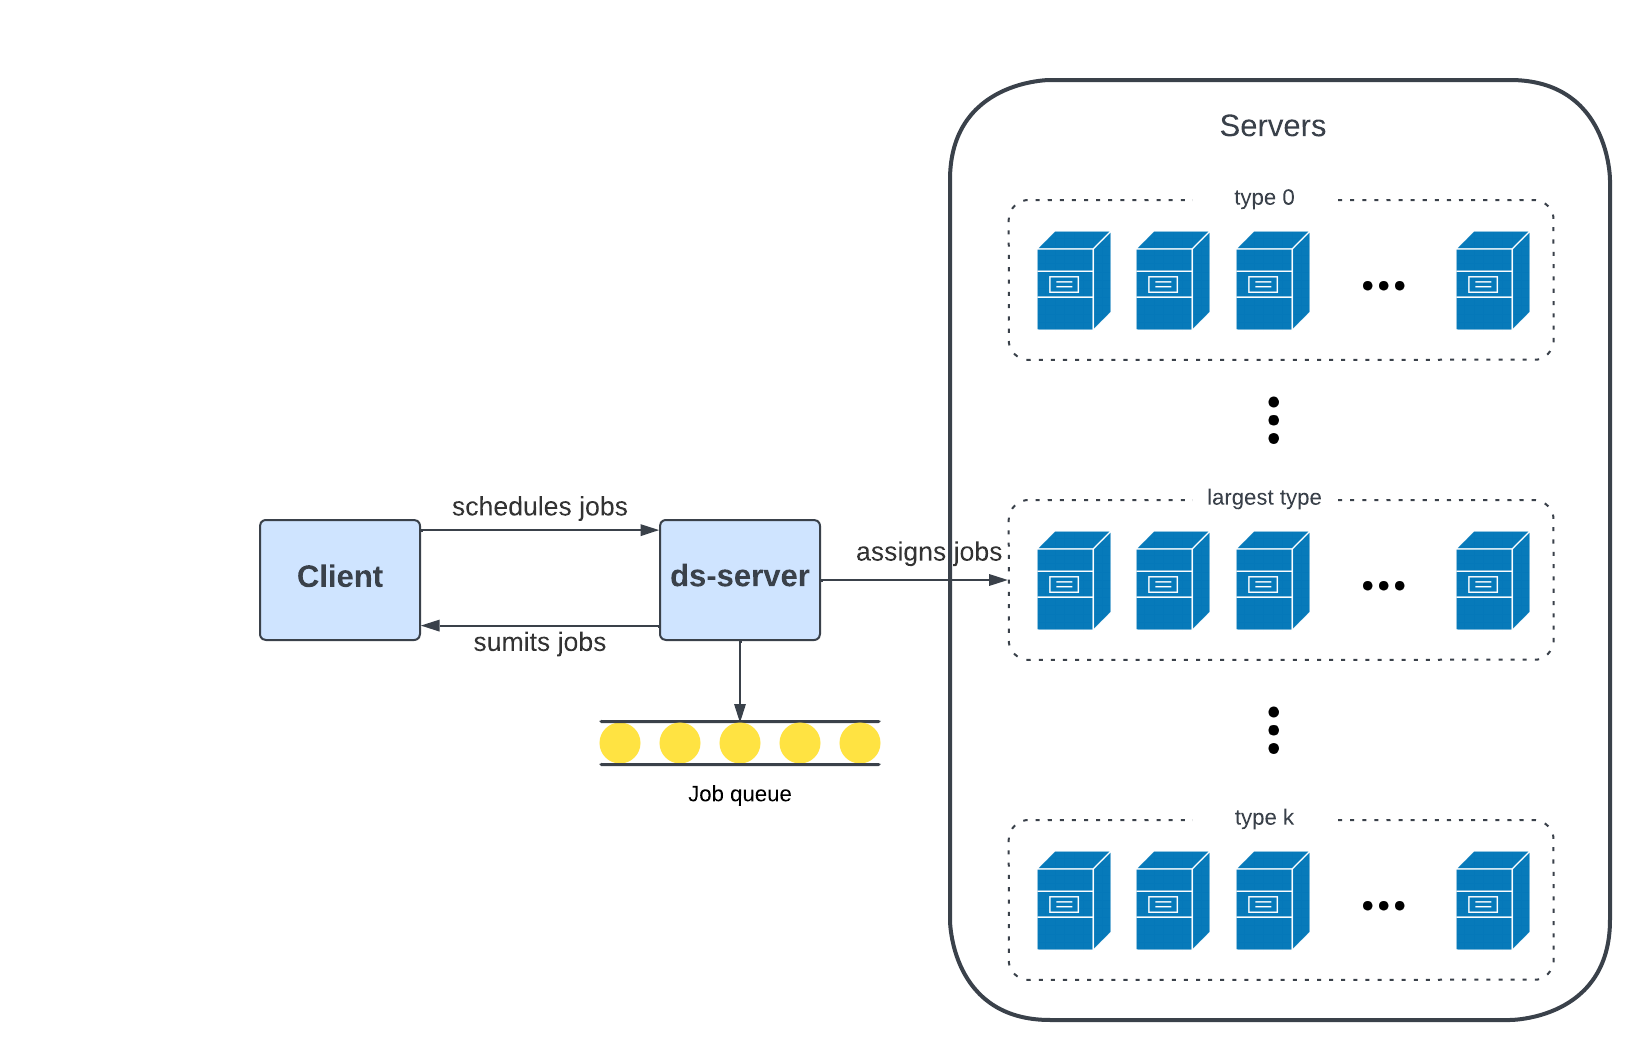 Servers
type 0
largest type
schedules jobs
assigns jobs
Client
ds-server
sumits jobs
Job queue
type k